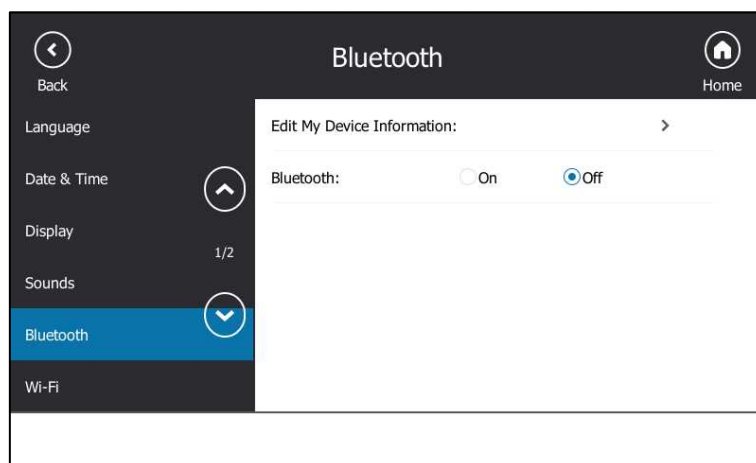 Bluetooth
Back
Home
Language
Edit My Device Information:
Date & Time
Bluetooth: On Off
Display
1/2
Sounds
Bluetooth
Wi-Fi